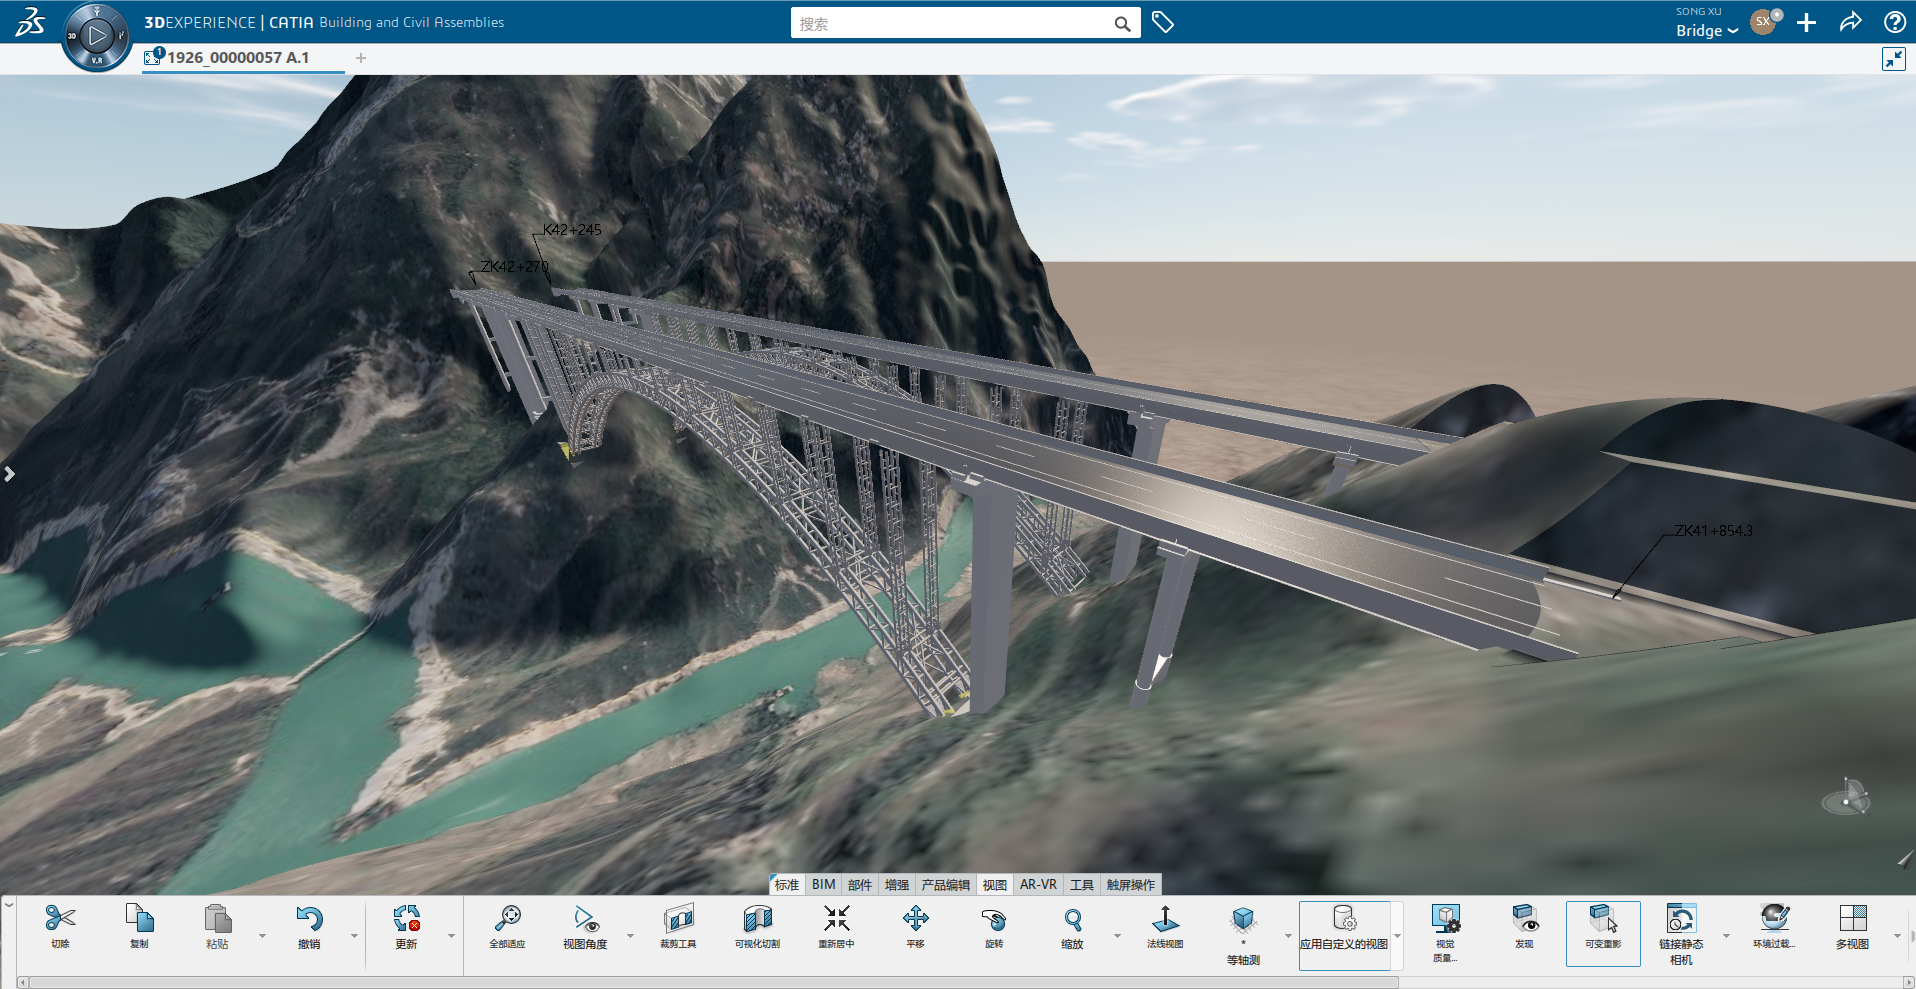 3DEXPERIENCE | CATIA Building and Civil Assemblies
搜索
SONG XU
Bridge
SX
3D
V.R
1
1926_00000057 A.1
K42+245
ZK42+270
ZK41+854.3
标准 BIM 部件 增强 产品编辑 视图 AR-VR 工具 触屏操作
切除
复制
粘贴
撤销
更新
全部适应
视图角度
裁剪工具
可视化切割
重新居中
平移
旋转
缩放
法线视图
*
等轴测
应用自定义的视图
视觉
质量...
发现
可变重影
链接静态
相机
环境过载...
多视图